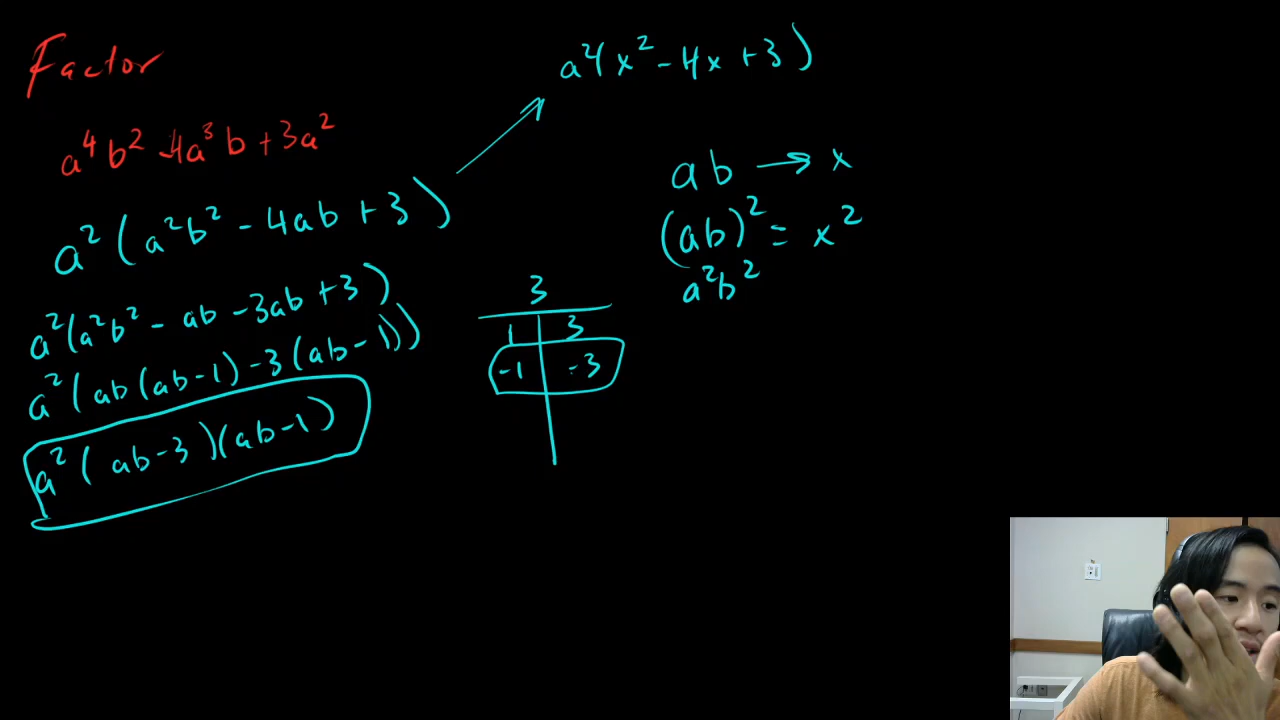 Factor
a⁴b² - 4a³b + 3a²
a² (a²b² - 4ab + 3)
a²(a²b² - ab - 3ab + 3)
a²(ab(ab-1) - 3(ab-1))
a²(ab-3)(ab-1)
a²(x² - 4x + 3)
ab → x
(ab)² = x²
a²b²
3
1 3
-1 -3